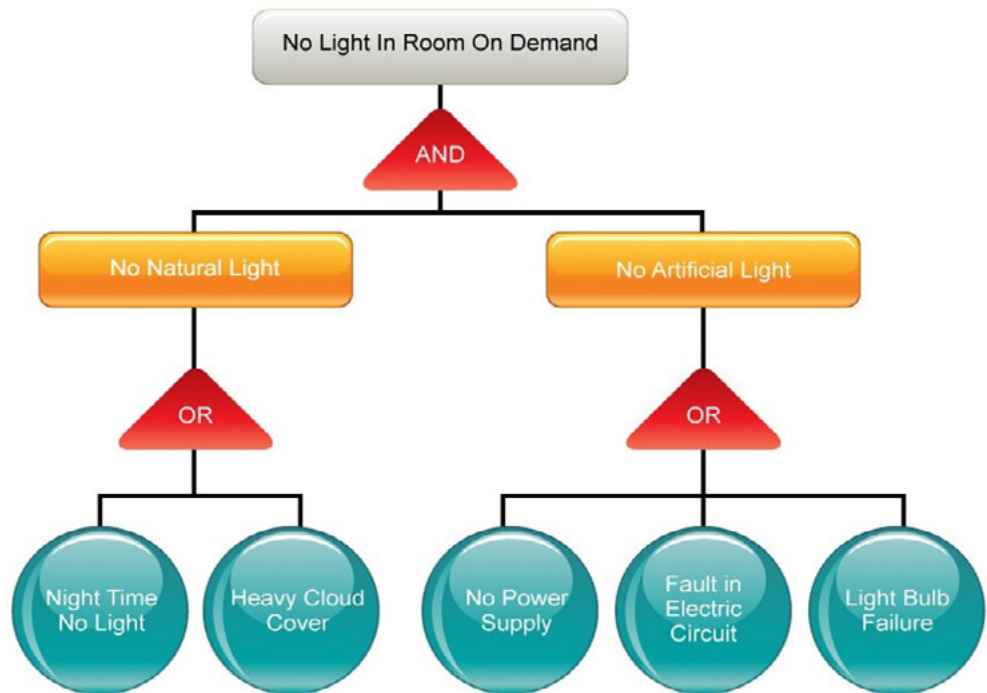 No Light In Room On Demand
AND
No Natural Light
No Artificial Light
OR
OR
Night Time
No Light
Heavy Cloud
Cover
No Power
Supply
Fault in
Electric
Circuit
Light Bulb
Failure